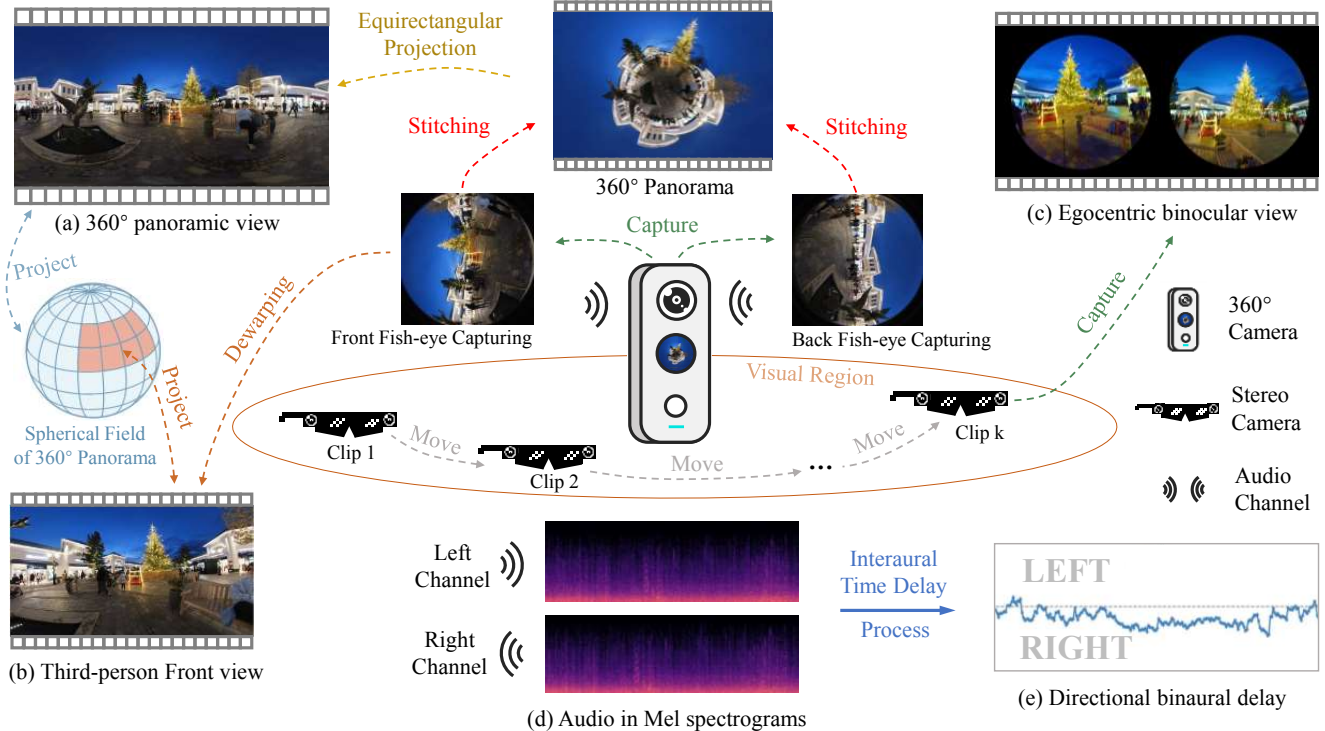 Equirectangular
Projection
Stitching
Stitching
360° Panorama
(a) 360° panoramic view
(c) Egocentric binocular view
Capture
Project
Dewarping
Front Fish-eye Capturing
Back Fish-eye Capturing
Capture
360°
Camera
Visual Region
Project
Spherical Field
of 360° Panorama
Clip 1
Move
Clip 2
Move
...
Move
Clip k
Stereo
Camera
Audio
Channel
(b) Third-person Front view
Left
Channel
Right
Channel
(d) Audio in Mel spectrograms
Interaural
Time Delay
Process
LEFT
RIGHT
(e) Directional binaural delay